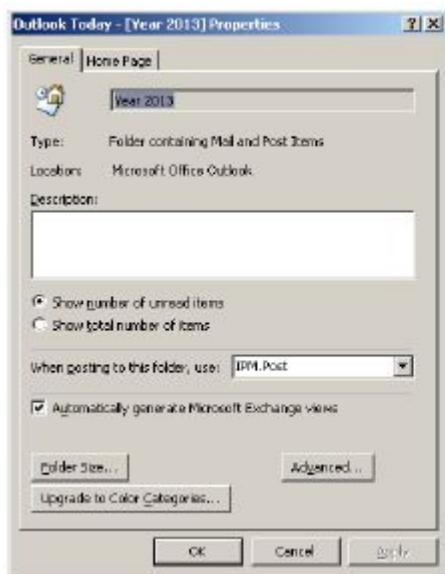 Outlook Today - [Year 2013] Properties
General Home Page
Year 2013
Type: Folder containing Mail and Post Items
Location: Microsoft Office Outlook
Description:
Show number of unread items
Show total number of items
When posting to this folder, use: IPM.Post
Automatically generate Microsoft Exchange views
Folder Size... Advanced...
Upgrade to Color Categories...
OK Cancel Apply